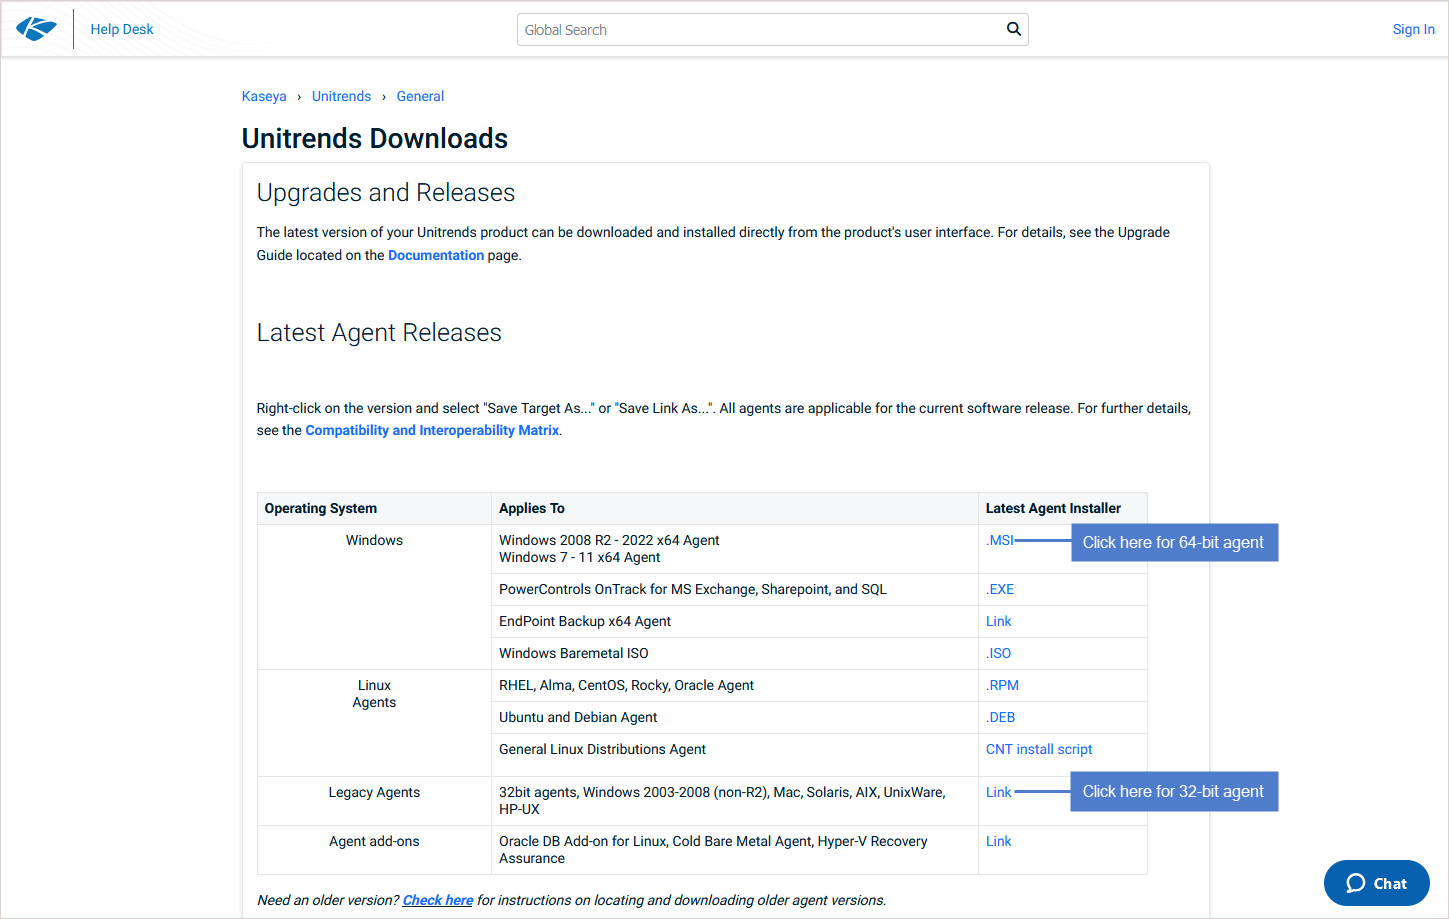 Help Desk
Global Search
Sign In
Kaseya › Unitrends › General
Unitrends Downloads
Upgrades and Releases
The latest version of your Unitrends product can be downloaded and installed directly from the product's user interface. For details, see the Upgrade
Guide located on the Documentation page.
Latest Agent Releases
Right-click on the version and select "Save Target As..." or "Save Link As...". All agents are applicable for the current software release. For further details,
see the Compatibility and Interoperability Matrix.
Operating System Applies To Latest Agent Installer
Windows Windows 2008 R2 - 2022 x64 Agent .MSI Click here for 64-bit agent
Windows 7 - 11 x64 Agent
PowerControls OnTrack for MS Exchange, Sharepoint, and SQL .EXE
EndPoint Backup x64 Agent Link
Windows Baremetal ISO .ISO
Linux RHEL, Alma, CentOS, Rocky, Oracle Agent .RPM
Agents
Ubuntu and Debian Agent .DEB
General Linux Distributions Agent CNT install script
Legacy Agents 32bit agents, Windows 2003-2008 (non-R2), Mac, Solaris, AIX, UnixWare, Link Click here for 32-bit agent
HP-UX
Agent add-ons Oracle DB Add-on for Linux, Cold Bare Metal Agent, Hyper-V Recovery Link
Assurance
Need an older version? Check here for instructions on locating and downloading older agent versions.
Chat